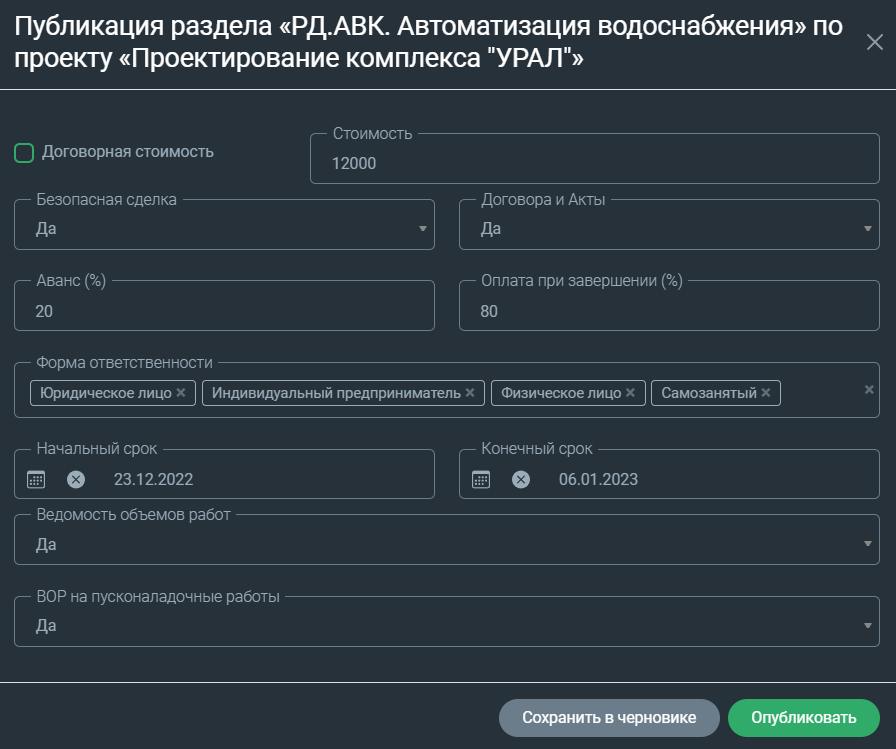 Публикация раздела «РД.АВК. Автоматизация водоснабжения» по
проекту «Проектирование комплекса "УРАЛ"»
Договорная стоимость
Стоимость
12000
Безопасная сделка
Да
Договора и Акты
Да
Аванс (%)
20
Оплата при завершении (%)
80
Форма ответственности
Юридическое лицо × Индивидуальный предприниматель × Физическое лицо × Самозанятый ×
Начальный срок
23.12.2022
Конечный срок
06.01.2023
Ведомость объемов работ
Да
ВОР на пусконаладочные работы
Да
Сохранить в черновике
Опубликовать